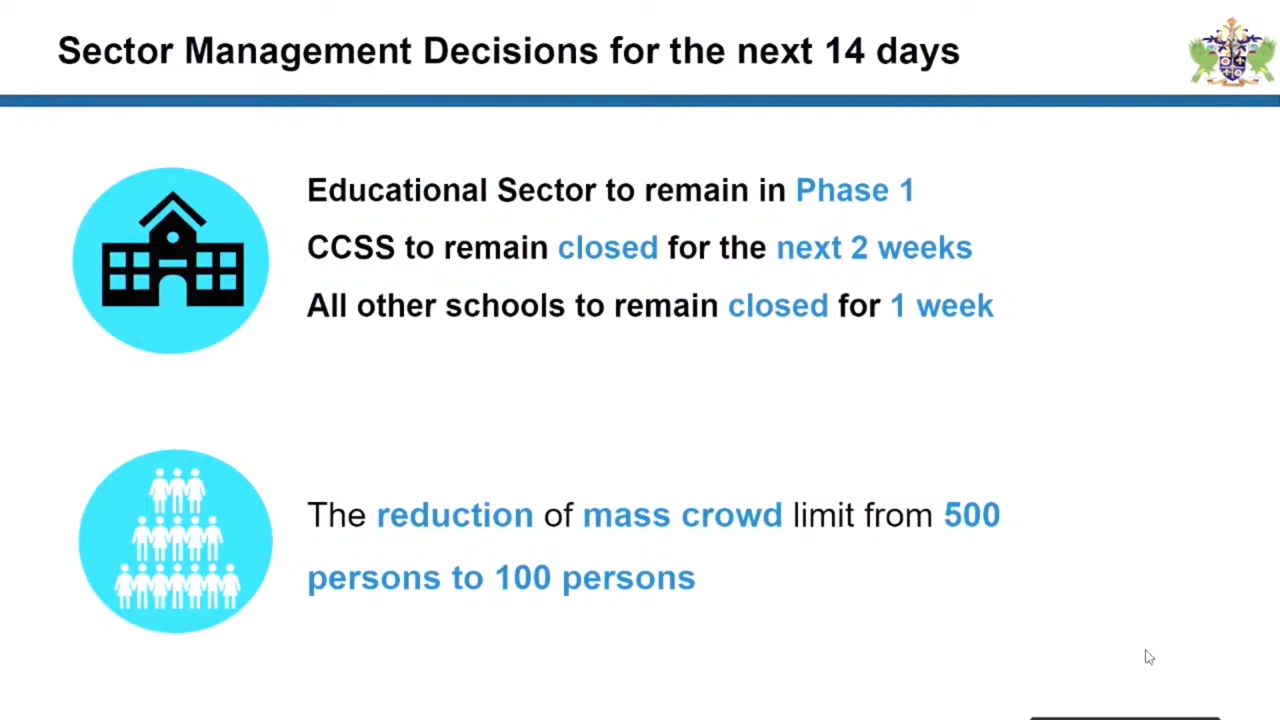 Sector Management Decisions for the next 14 days
Educational Sector to remain in Phase 1
CCSS to remain closed for the next 2 weeks
All other schools to remain closed for 1 week
The reduction of mass crowd limit from 500
persons to 100 persons